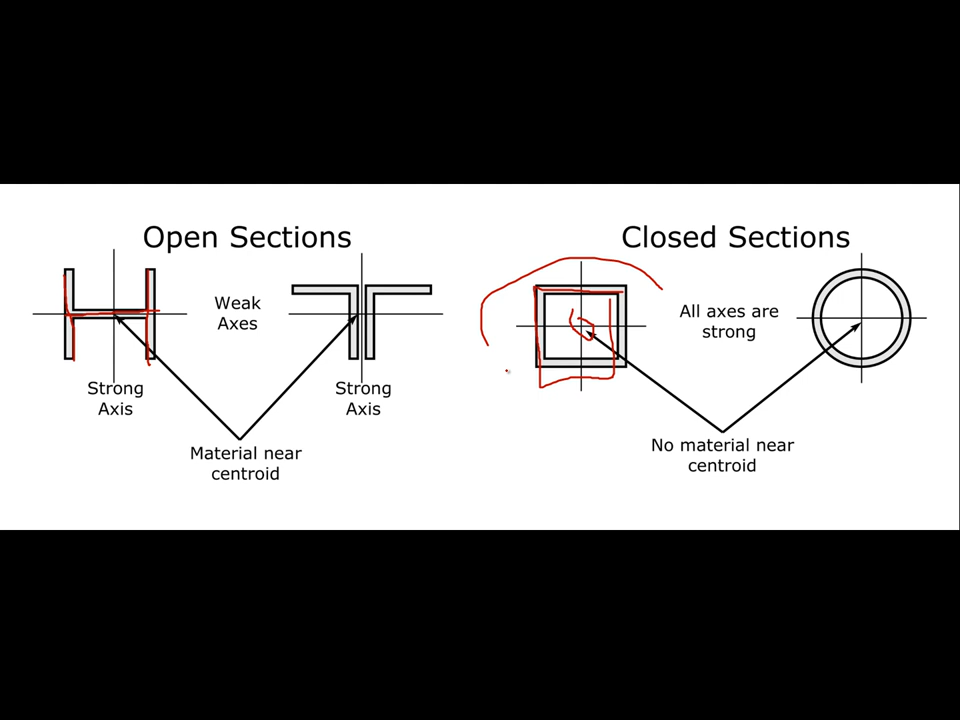 Open Sections
Closed Sections
Weak
Axes
All axes are
strong
Strong
Axis
Strong
Axis
Material near
centroid
No material near
centroid